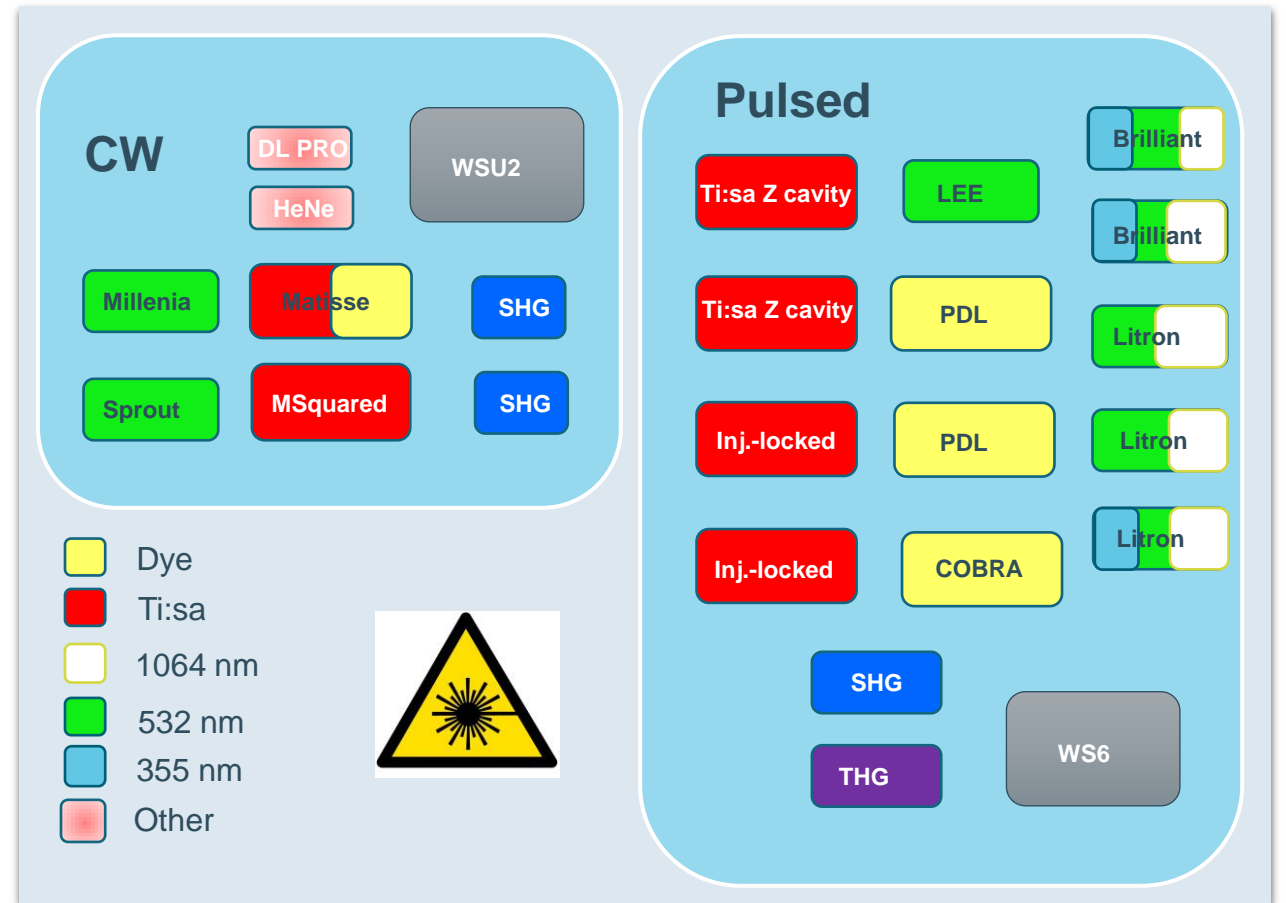 CW
DL PRO
HeNe
WSU2
Millenia
Matisse
SHG
Sprout
MSquared
SHG
Pulsed
Ti:sa Z cavity
LEE
Brilliant
Brilliant
Ti:sa Z cavity
PDL
Litron
Inj.-locked
PDL
Litron
Inj.-locked
COBRA
Litron
SHG
THG
WS6
Dye
Ti:sa
1064 nm
532 nm
355 nm
Other